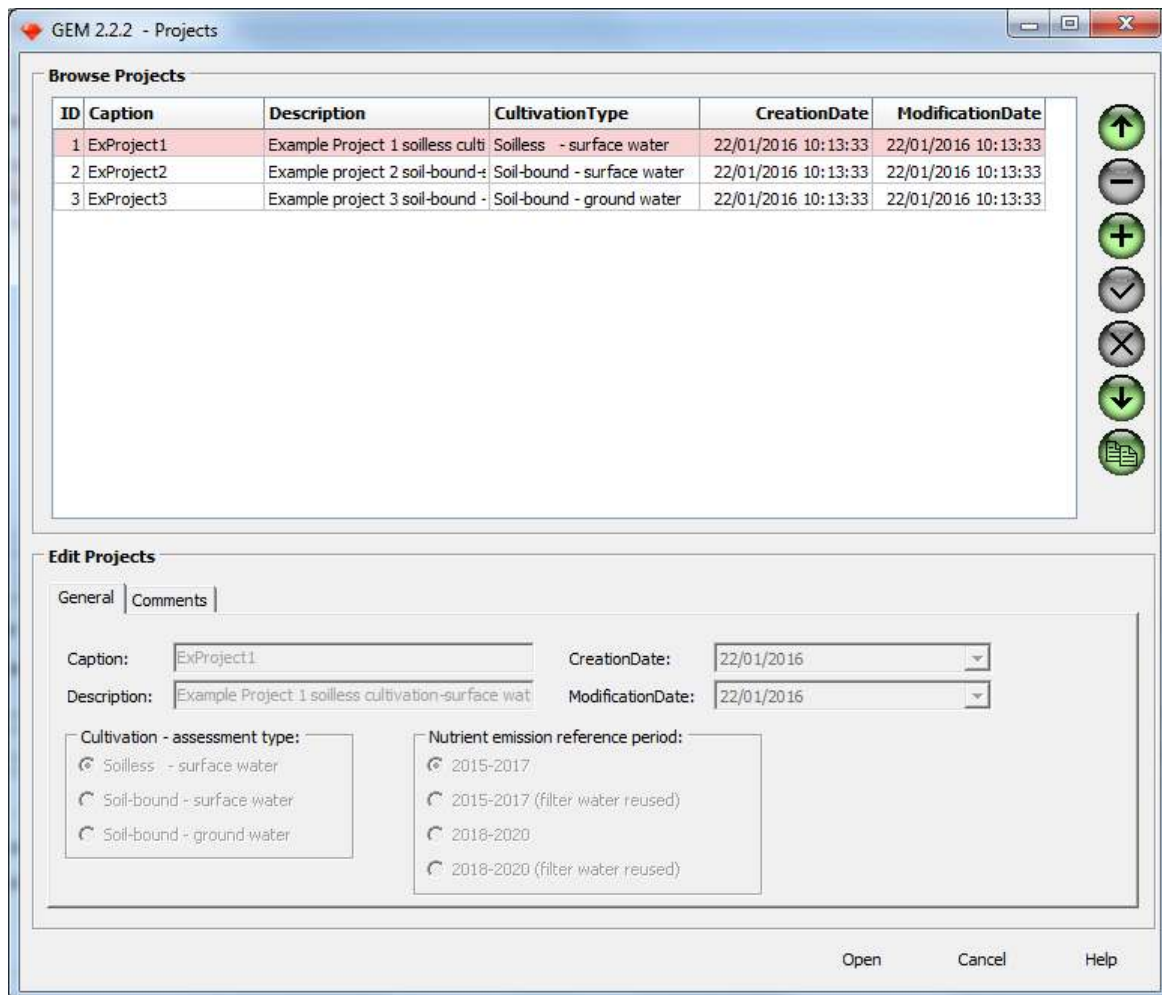 GEM 2.2.2 - Projects
Browse Projects
ID Caption Description CultivationType CreationDate ModificationDate
1 ExProject1 Example Project 1 soilless culti Soilless - surface water 22/01/2016 10:13:33 22/01/2016 10:13:33
2 ExProject2 Example project 2 soil-bound-s Soil-bound - surface water 22/01/2016 10:13:33 22/01/2016 10:13:33
3 ExProject3 Example project 3 soil-bound - Soil-bound - ground water 22/01/2016 10:13:33 22/01/2016 10:13:33
Edit Projects
General Comments
Caption: ExProject1 CreationDate: 22/01/2016
Description: Example Project 1 soilless cultivation-surface wat ModificationDate: 22/01/2016
Cultivation - assessment type: Nutrient emission reference period:
Soilless - surface water 2015-2017
Soil-bound - surface water 2015-2017 (filter water reused)
Soil-bound - ground water 2018-2020
2018-2020 (filter water reused)
Open Cancel Help